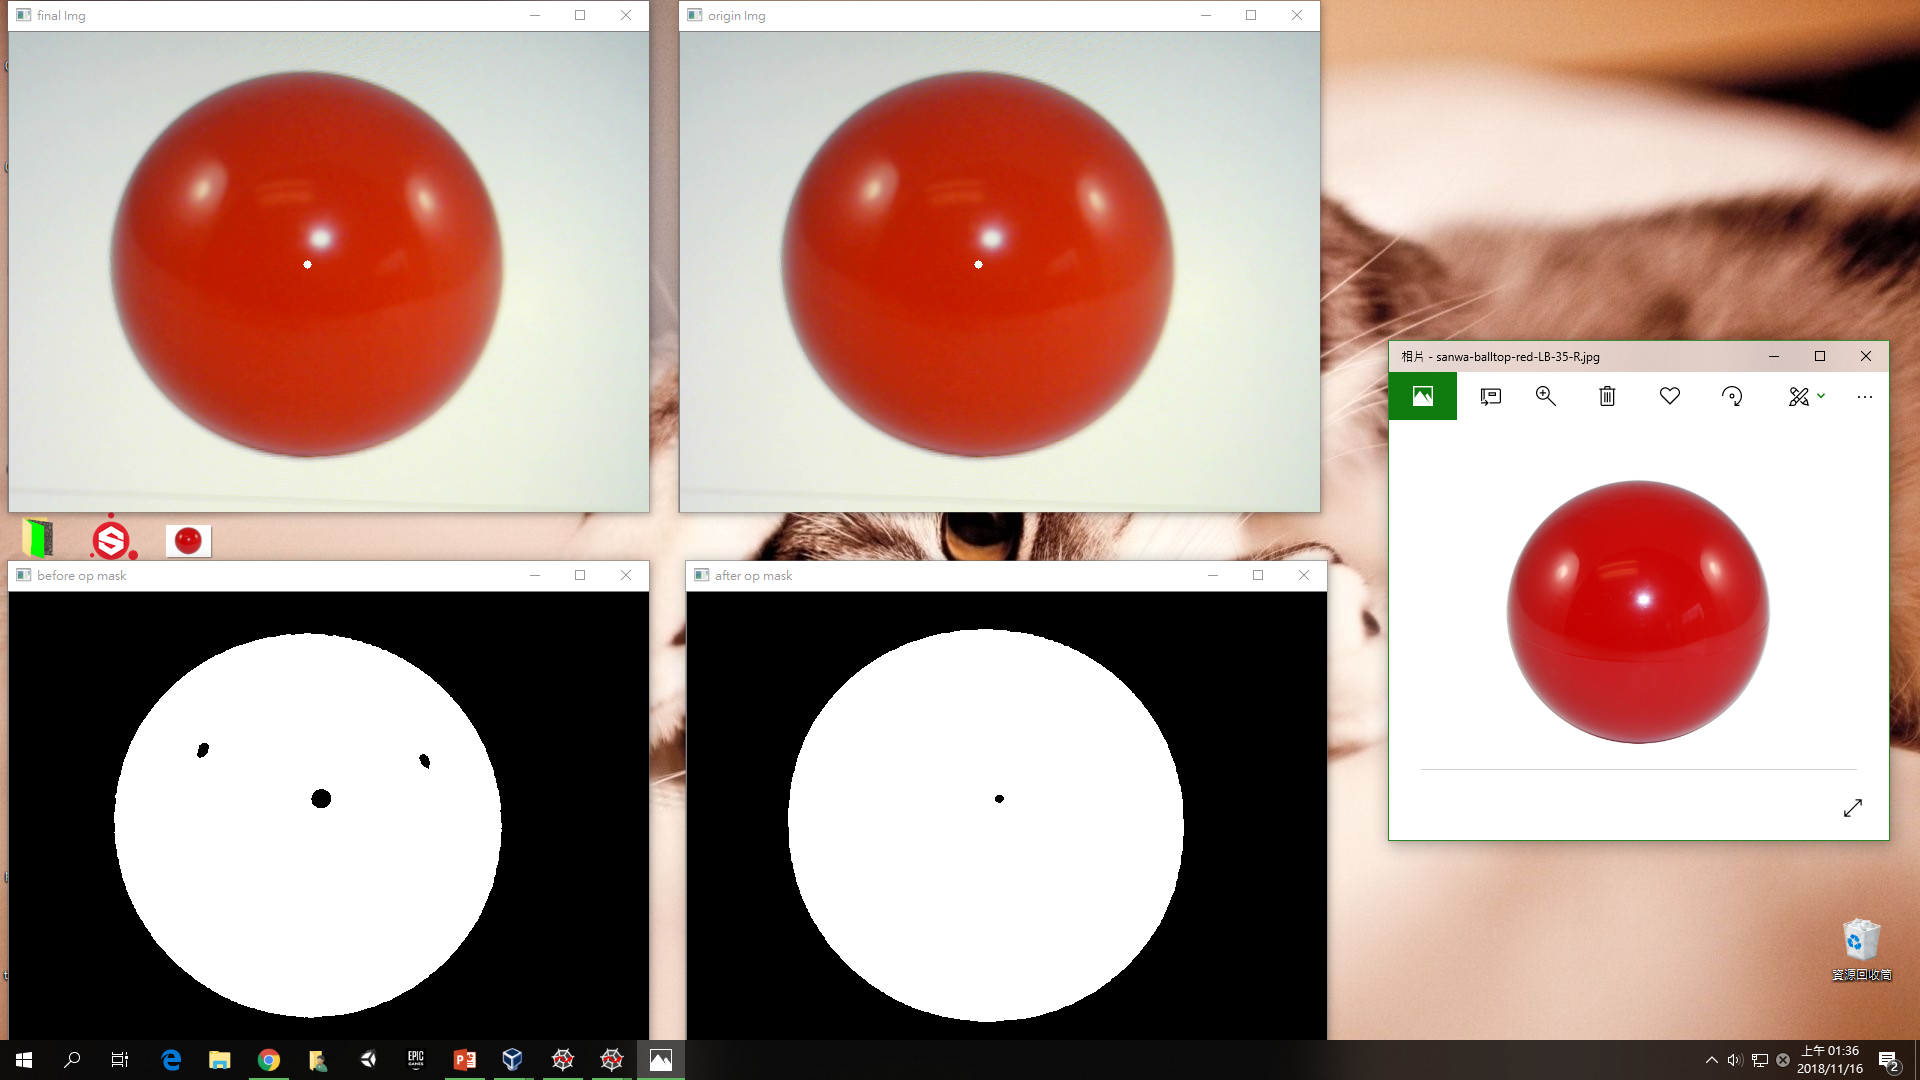 final Img
origin Img
相片 - sanwa-balltop-red-LB-35-R.jpg
before op mask
after op mask
資源回收筒
EPIC
GAMES
上午 01:36
2018/11/16
2